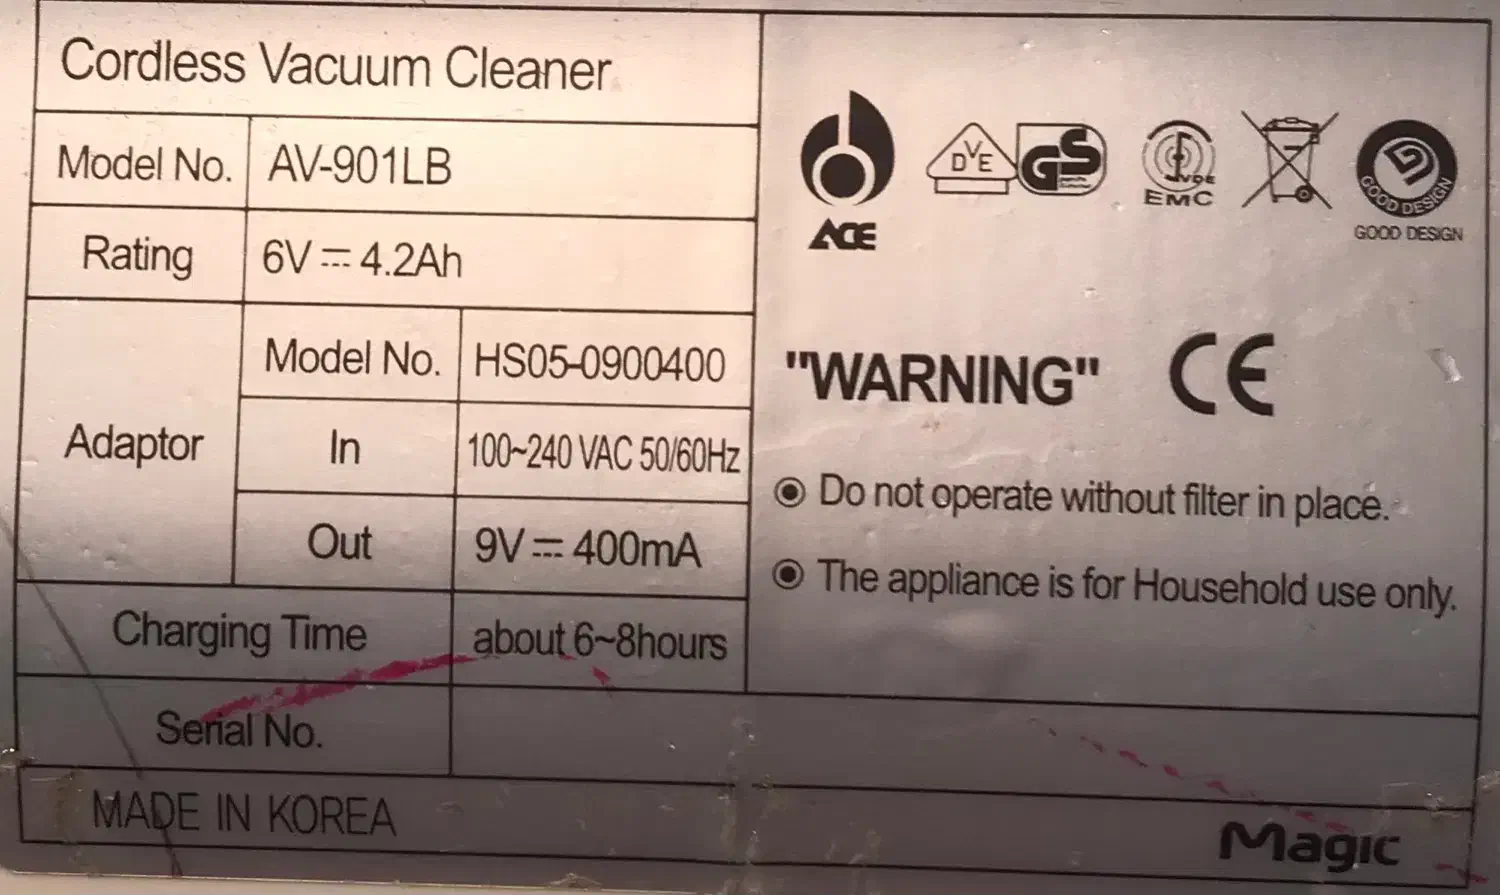 Cordless Vacuum Cleaner
Model No. AV-901LB
Rating 6V ⎓ 4.2Ah
Adaptor
Model No. HS05-0900400
In 100~240 VAC 50/60Hz
Out 9V ⎓ 400mA
Charging Time about 6~8hours
Serial No.
MADE IN KOREA
ACE
DVE
GS
VDE
EMC
GOOD DESIGN
GOOD DESIGN
"WARNING" CE
◉ Do not operate without filter in place.
◉ The appliance is for Household use only.
Magic